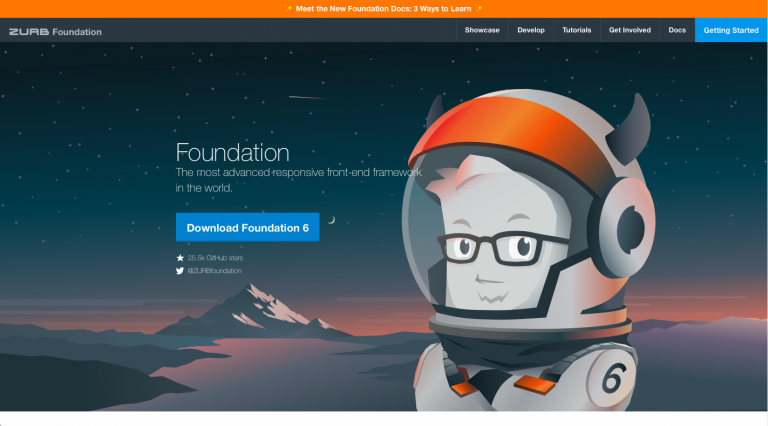 ✨ Meet the New Foundation Docs: 3 Ways to Learn ✨
ZURB Foundation
Showcase Develop Tutorials Get Involved Docs Getting Started
Foundation
The most advanced responsive front-end framework
in the world.
Download Foundation 6
25.5k GitHub stars
@ZURBfoundation
6